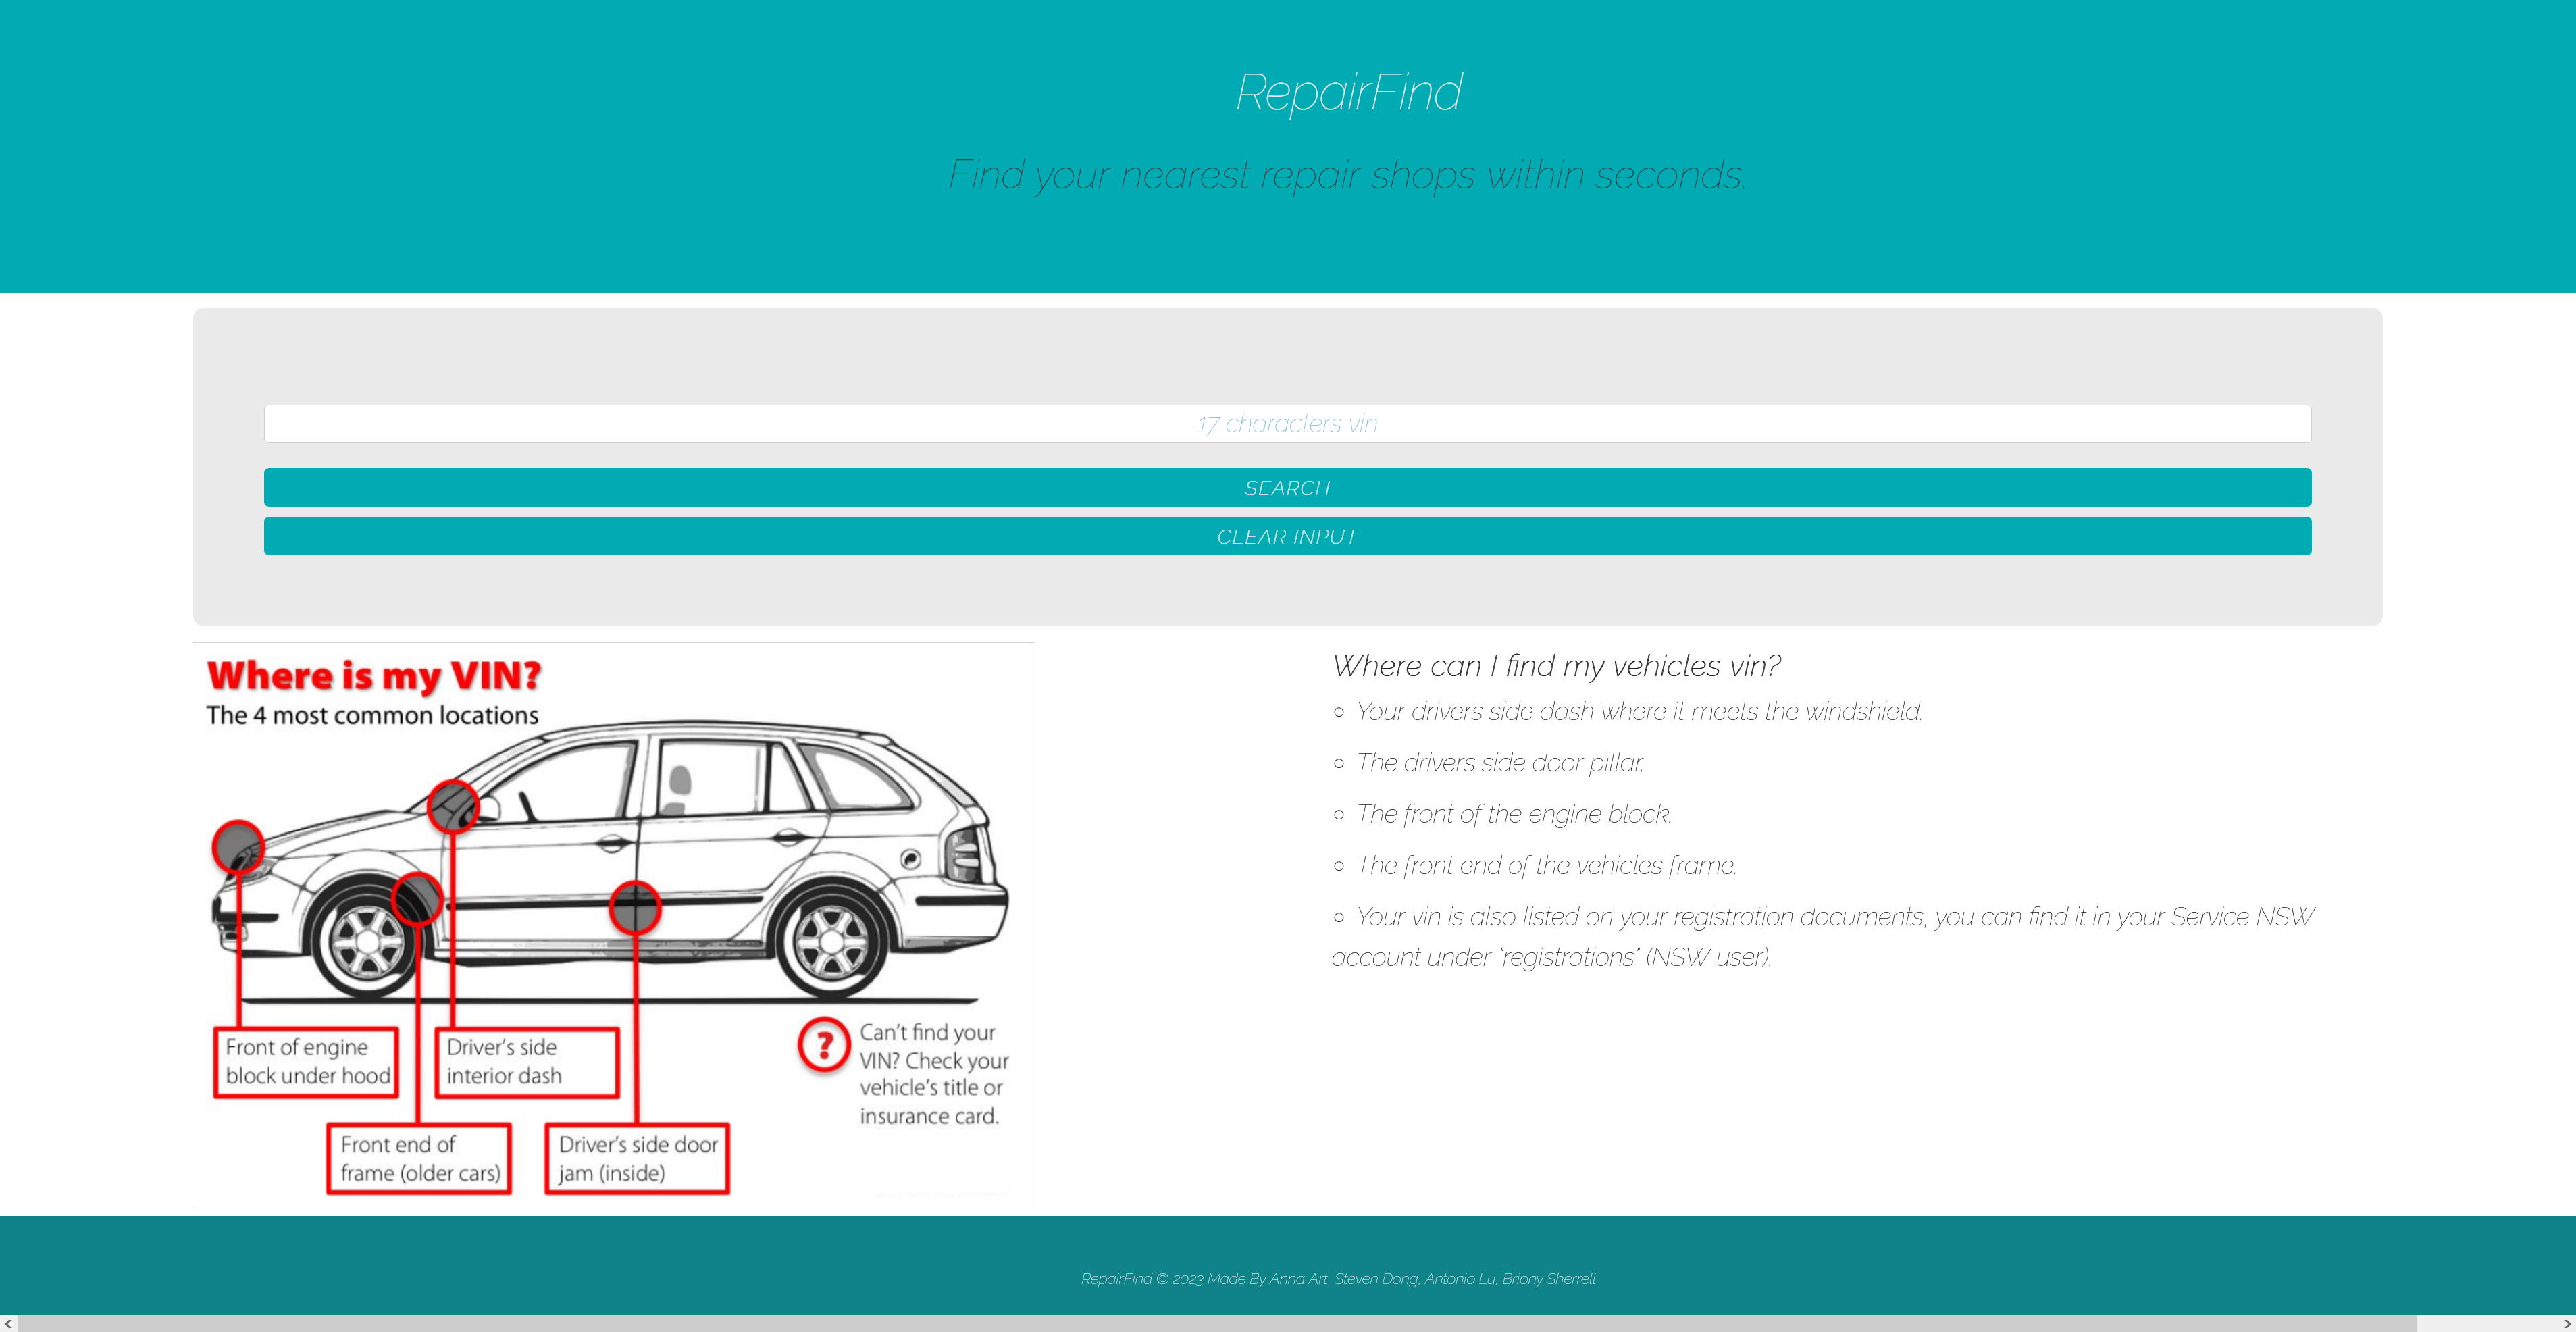 RepairFind
Find your nearest repair shops within seconds.
17 characters vin
SEARCH
CLEAR INPUT
Where is my VIN?
The 4 most common locations
Front of engine
block under hood
Driver's side
interior dash
Front end of
frame (older cars)
Driver's side door
jam (inside)
?
Can't find your
VIN? Check your
vehicle's title or
insurance card.
Where can I find my vehicles vin?
Your drivers side dash where it meets the windshield.
The drivers side door pillar.
The front of the engine block.
The front end of the vehicles frame.
Your vin is also listed on your registration documents, you can find it in your Service NSW
account under "registrations" (NSW user).
RepairFind © 2023 Made By Anna Art, Steven Dong, Antonio Lu, Briony Sherrell